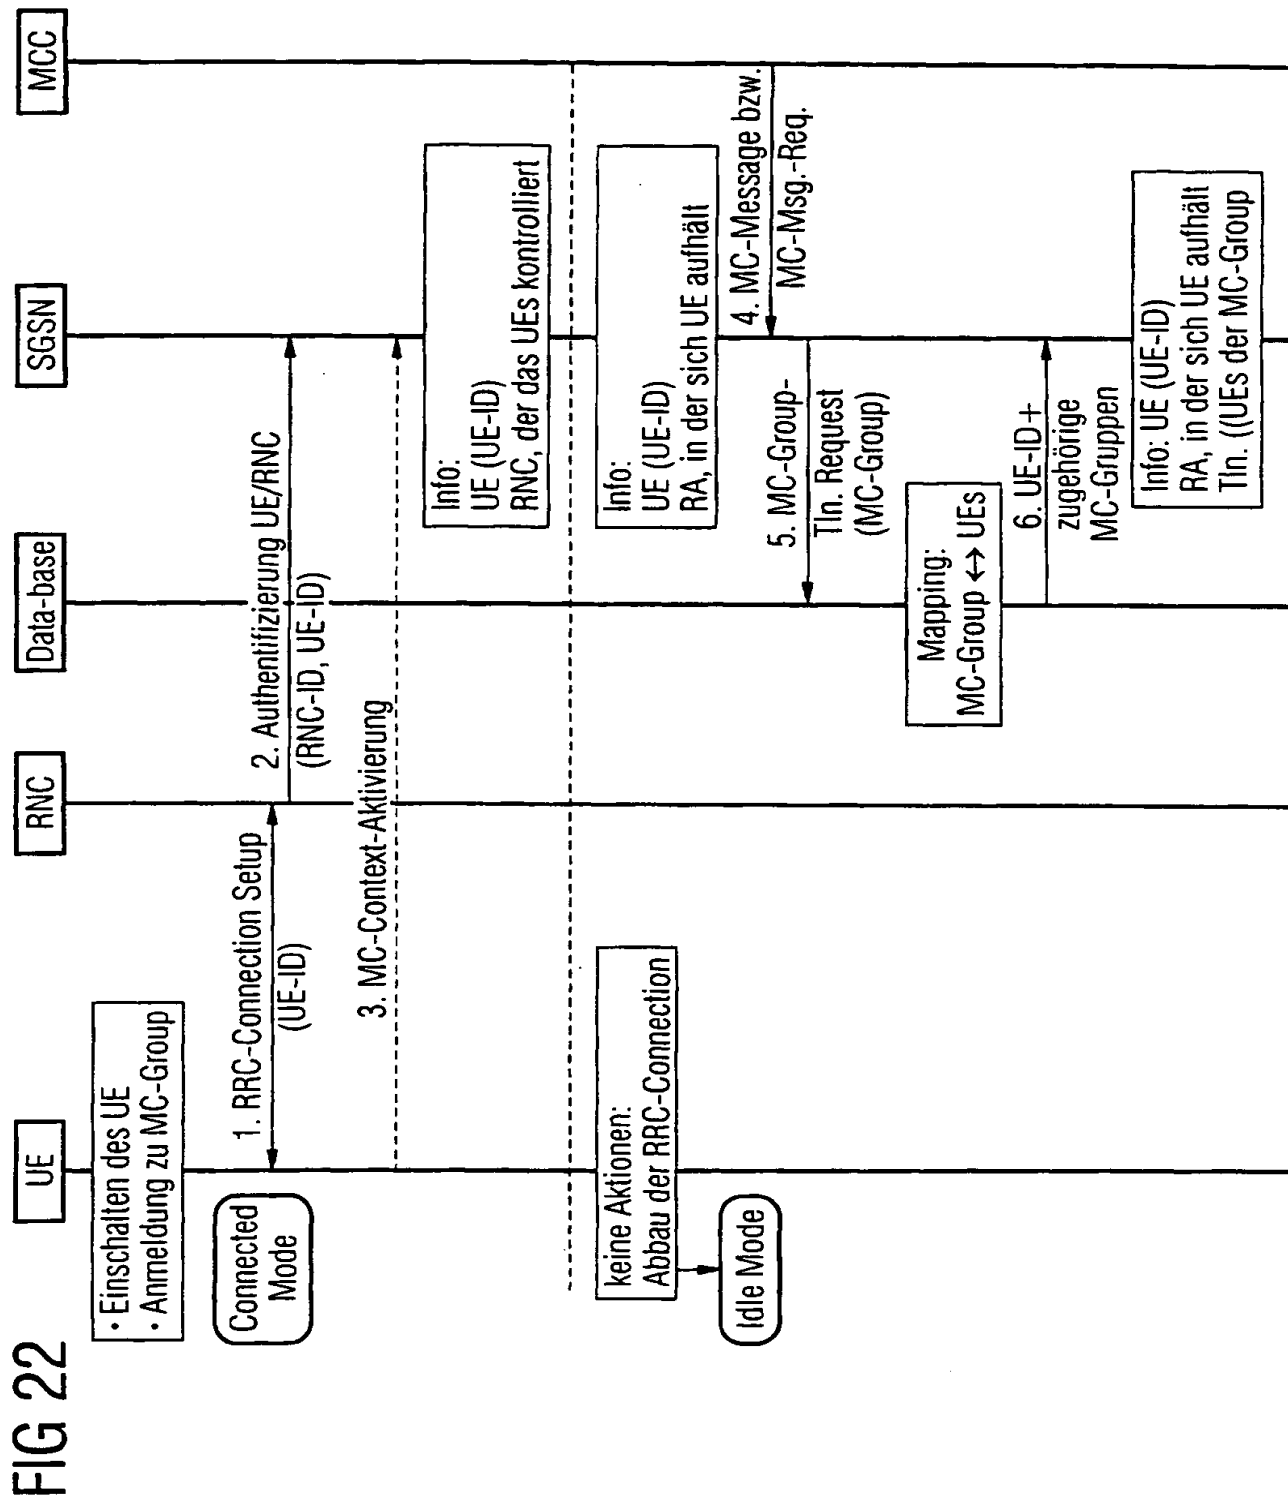 FIG 22
UE
RNC
Data-base
SGSN
MCC
• Einschalten des UE
• Anmeldung zu MC-Group
Connected
Mode
1. RRC-Connection Setup
(UE-ID)
2. Authentifizierung UE/RNC
(RNC-ID, UE-ID)
3. MC-Context-Aktivierung
Info:
UE (UE-ID)
RNC, der das UEs kontrolliert
keine Aktionen:
Abbau der RRC-Connection
Idle Mode
Info:
UE (UE-ID)
RA, in der sich UE aufhält
4. MC-Message bzw.
MC-Msg.-Req.
5. MC-Group-
Tln. Request
(MC-Group)
Mapping:
MC-Group ↔ UEs
6. UE-ID+
zugehörige
MC-Gruppen
Info: UE (UE-ID)
RA, in der sich UE aufhält
Tln. ((UEs der MC-Group